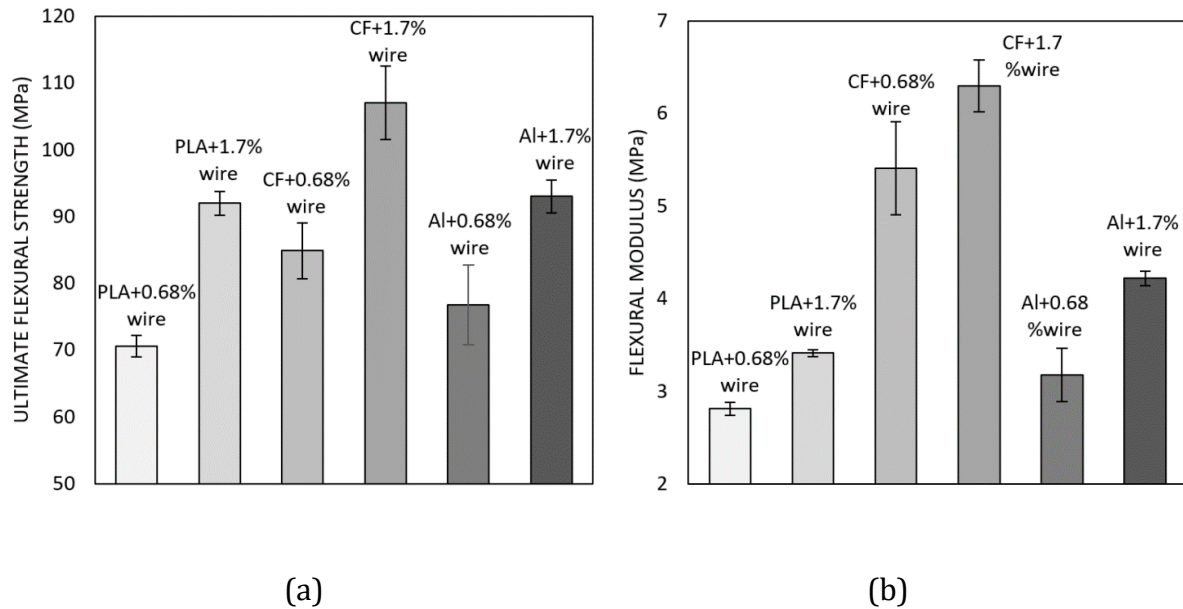 ULTIMATE FLEXURAL STRENGTH (MPa)
120
110
100
90
80
70
60
50
PLA+0.68%
wire
PLA+1.7%
wire
CF+0.68%
wire
CF+1.7%
wire
Al+0.68%
wire
Al+1.7%
wire
(a)
FLEXURAL MODULUS (MPa)
7
6
5
4
3
2
PLA+0.68%
wire
PLA+1.7%
wire
CF+0.68%
wire
CF+1.7
%wire
Al+0.68
%wire
Al+1.7%
wire
(b)